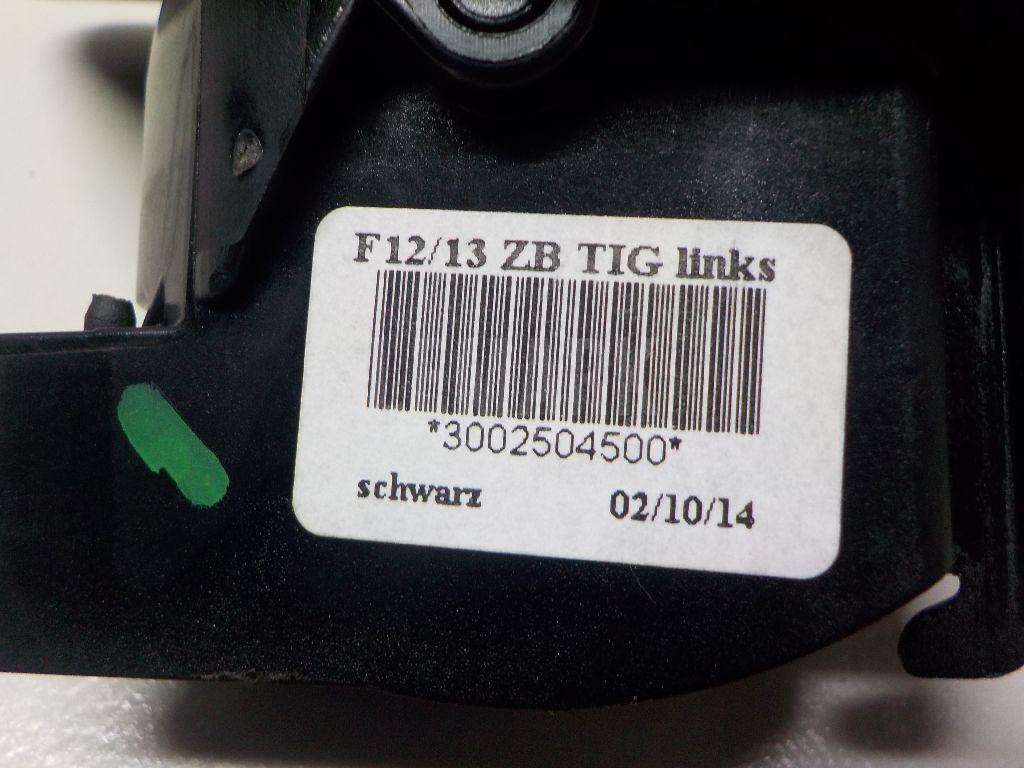 F12/13 ZB TIG links
*3002504500*
schwarz 02/10/14